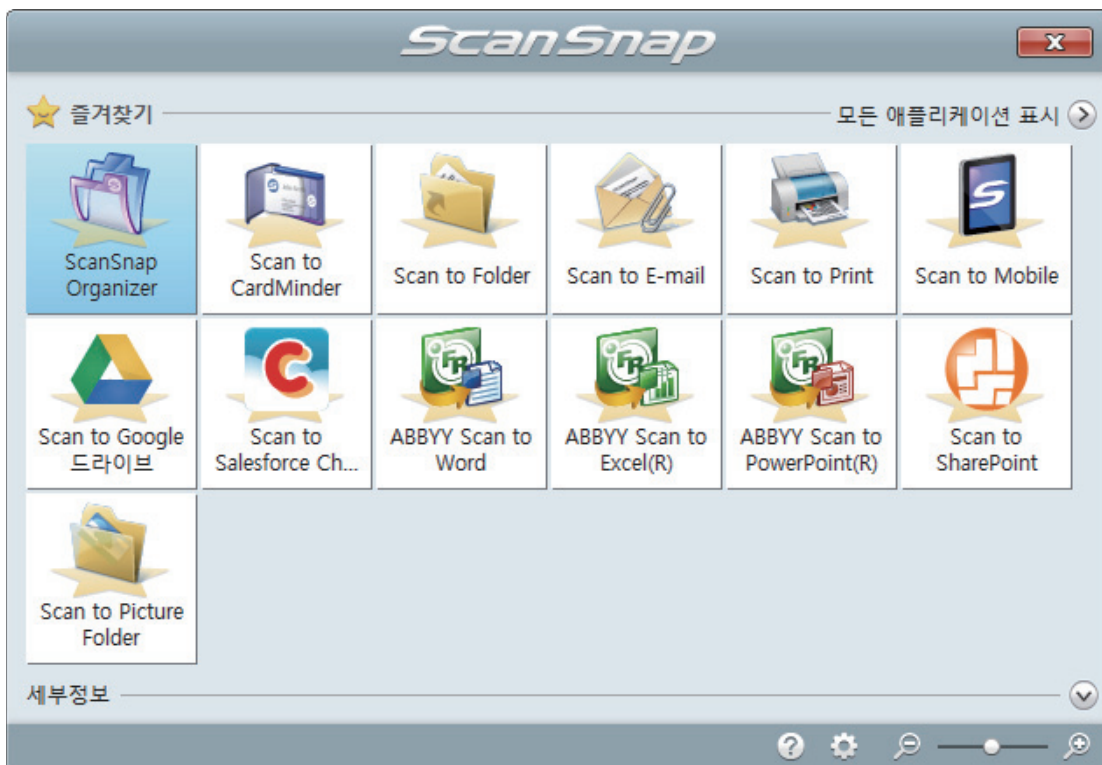 ScanSnap
즐겨찾기
모든 애플리케이션 표시
ScanSnap
Organizer
Scan to
CardMinder
Scan to Folder
Scan to E-mail
Scan to Print
Scan to Mobile
Scan to Google
드라이브
Scan to
Salesforce Ch...
ABBYY Scan to
Word
ABBYY Scan to
Excel(R)
ABBYY Scan to
PowerPoint(R)
Scan to
SharePoint
Scan to Picture
Folder
세부정보